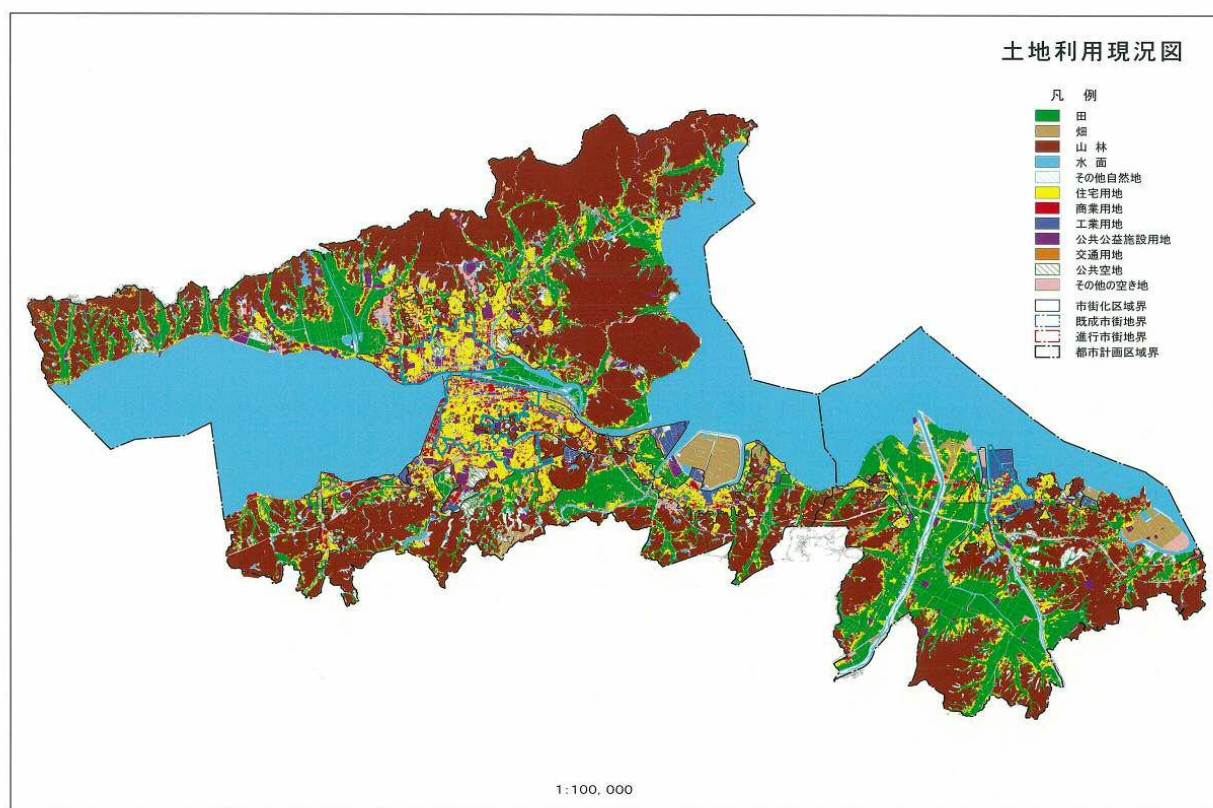 土地利用現況図
凡 例
田
畑
山 林
水 面
その他自然地
住宅用地
商業用地
工業用地
公共公益施設用地
交通用地
公共空地
その他の空き地
市街化区域界
既成市街地界
進行市街地界
都市計画区域界
1:100,000